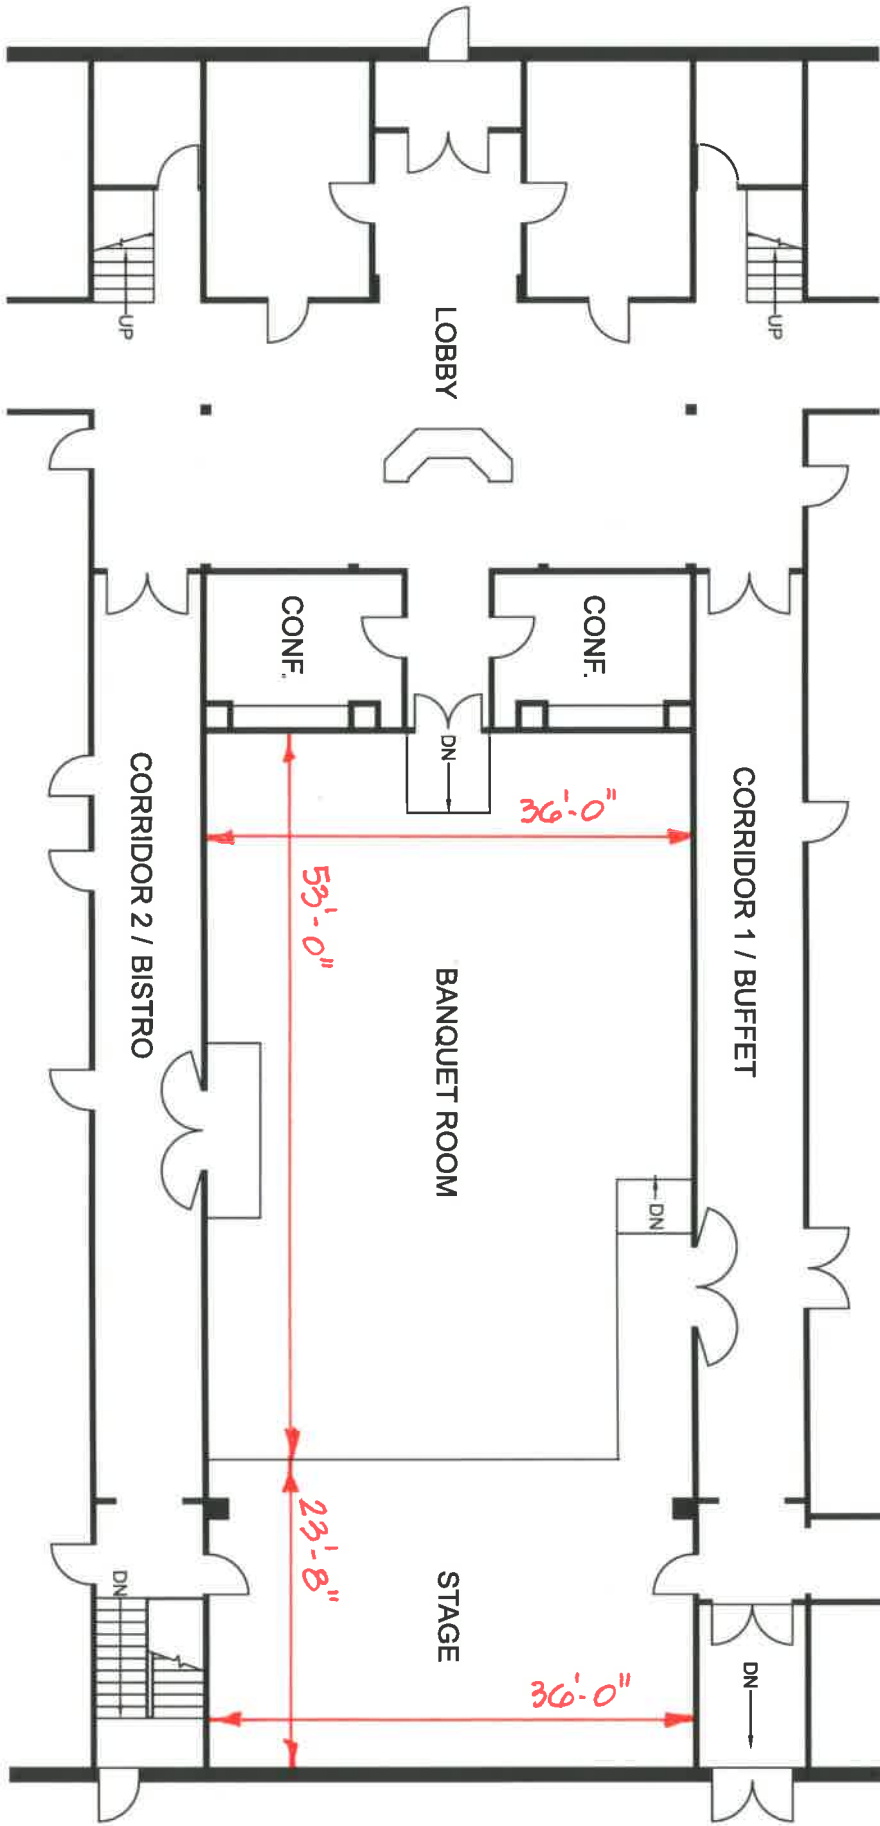 UP
UP
LOBBY
CONF.
CONF.
DN
36'-0"
53'-0"
CORRIDOR 2 / BISTRO
BANQUET ROOM
CORRIDOR 1 / BUFFET
DN
23'-8"
STAGE
DN
36'-0"
DN